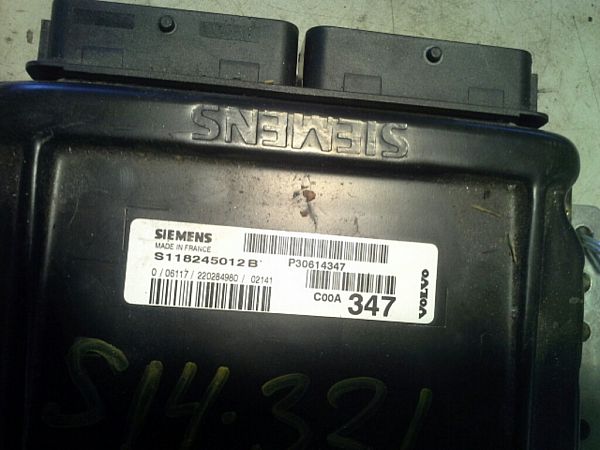 SIEMENS
SIEMENS
MADE IN FRANCE
S118245012 B
P30614347
0 / 06117 / 220284980 / 02141
C00A 347
VOLVO
S14.321